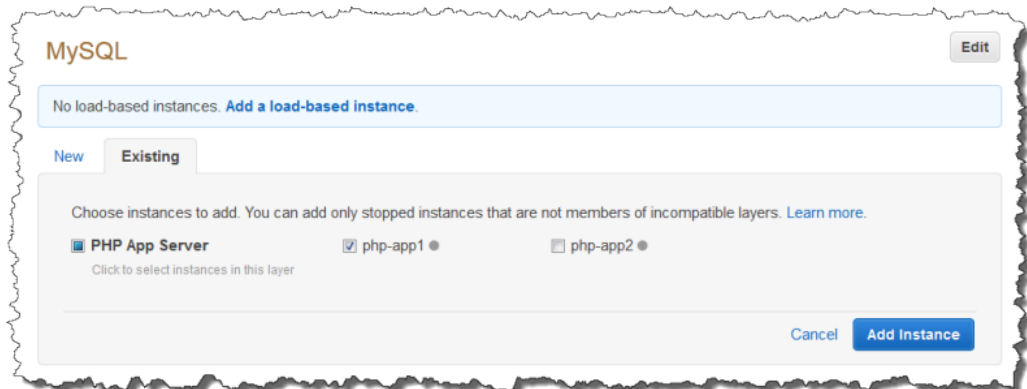 MySQL
Edit
No load-based instances. Add a load-based instance.
New
Existing
Choose instances to add. You can add only stopped instances that are not members of incompatible layers. Learn more.
PHP App Server
php-app1
php-app2
Click to select instances in this layer
Cancel
Add Instance